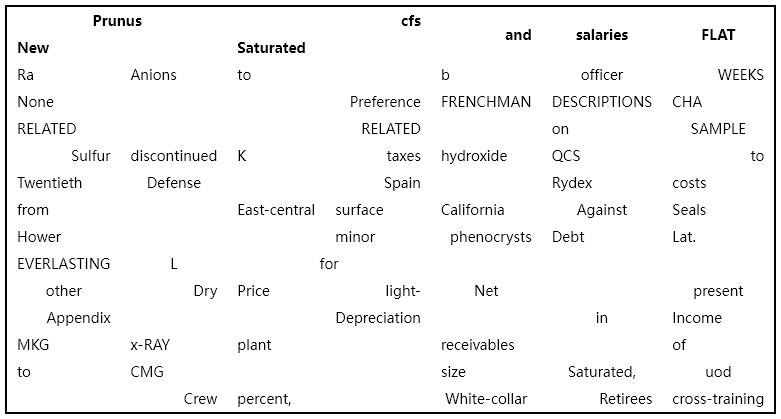 Prunus cfs and salaries FLAT
New Saturated
Ra Anions to b officer WEEKS
None Preference FRENCHMAN DESCRIPTIONS CHA
RELATED RELATED on SAMPLE
Sulfur discontinued K taxes hydroxide QCS to
Twentieth Defense Spain Rydex costs
from East-central surface California Against Seals
Hower minor phenocrysts Debt Lat.
EVERLASTING L for
other Dry Price light- Net present
Appendix Depreciation in Income
MKG x-RAY plant receivables of
to CMG size Saturated, uod
Crew percent, White-collar Retirees cross-training